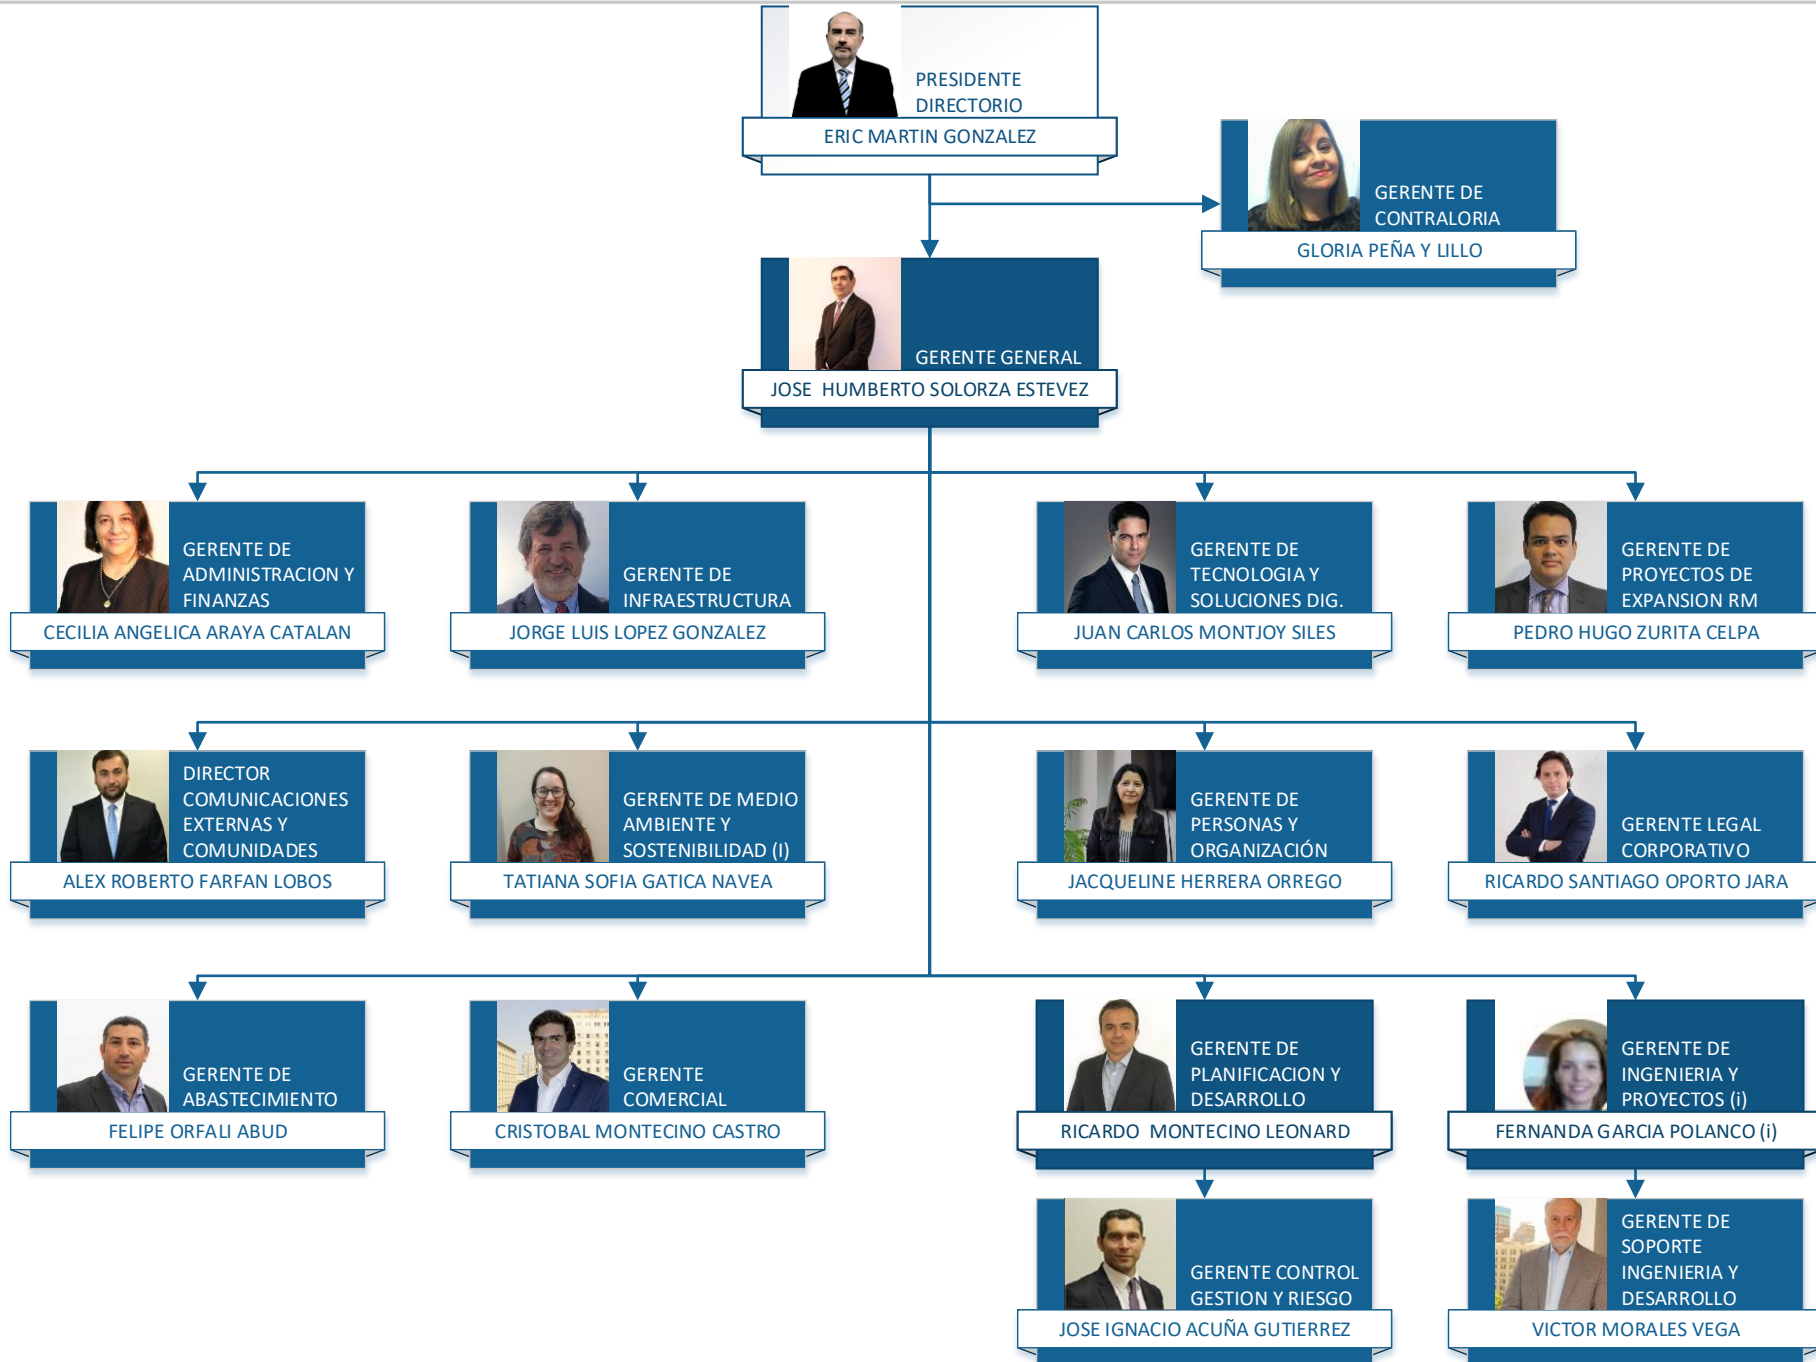 PRESIDENTE
DIRECTORIO
ERIC MARTIN GONZALEZ
GERENTE DE
CONTRALORIA
GLORIA PEÑA Y LILLO
GERENTE GENERAL
JOSE  HUMBERTO SOLORZA ESTEVEZ
GERENTE DE
ADMINISTRACION Y
FINANZAS
CECILIA ANGELICA ARAYA CATALAN
GERENTE DE
INFRAESTRUCTURA
JORGE LUIS LOPEZ GONZALEZ
GERENTE DE
TECNOLOGIA Y
SOLUCIONES DIG.
JUAN CARLOS MONTJOY SILES
GERENTE DE
PROYECTOS DE
EXPANSION RM
PEDRO HUGO ZURITA CELPA
DIRECTOR
COMUNICACIONES
EXTERNAS Y
COMUNIDADES
ALEX ROBERTO FARFAN LOBOS
GERENTE DE MEDIO
AMBIENTE Y
SOSTENIBILIDAD (I)
TATIANA SOFIA GATICA NAVEA
GERENTE DE
PERSONAS Y
ORGANIZACIÓN
JACQUELINE HERRERA ORREGO
GERENTE LEGAL
CORPORATIVO
RICARDO SANTIAGO OPORTO JARA
GERENTE DE
ABASTECIMIENTO
FELIPE ORFALI ABUD
GERENTE
COMERCIAL
CRISTOBAL MONTECINO CASTRO
GERENTE DE
PLANIFICACION Y
DESARROLLO
RICARDO  MONTECINO LEONARD
GERENTE DE
INGENIERIA Y
PROYECTOS (i)
FERNANDA GARCIA POLANCO (i)
GERENTE CONTROL
GESTION Y RIESGO
JOSE IGNACIO ACUÑA GUTIERREZ
GERENTE DE
SOPORTE
INGENIERIA Y
DESARROLLO
VICTOR MORALES VEGA